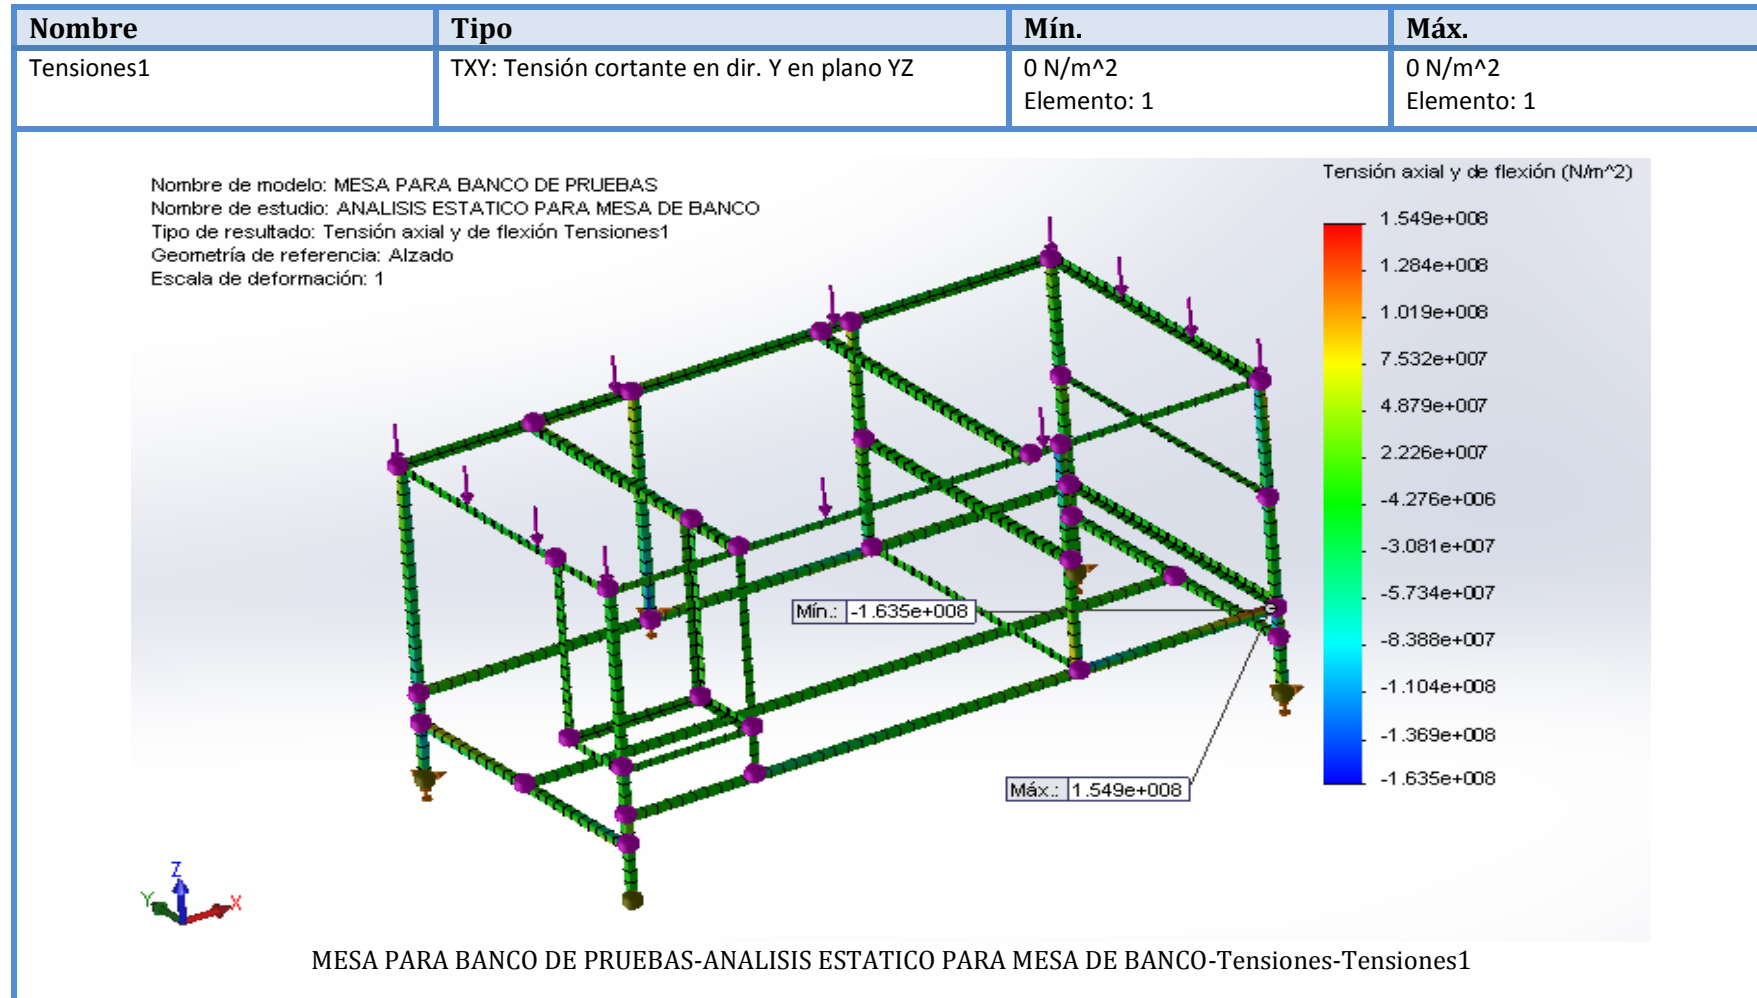 Nombre Tipo Mín. Máx.
Tensiones1 TXY: Tensión cortante en dir. Y en plano YZ 0 N/m^2 0 N/m^2
Elemento: 1 Elemento: 1
Nombre de modelo: MESA PARA BANCO DE PRUEBAS
Nombre de estudio: ANALISIS ESTATICO PARA MESA DE BANCO
Tipo de resultado: Tensión axial y de flexión Tensiones1
Geometría de referencia: Alzado
Escala de deformación: 1
Tensión axial y de flexión (N/m^2)
1.549e+008
1.284e+008
1.019e+008
7.532e+007
4.879e+007
2.226e+007
-4.276e+006
-3.081e+007
-5.734e+007
-8.388e+007
-1.104e+008
-1.369e+008
-1.635e+008
Mín.: -1.635e+008
Máx.: 1.549e+008
Z
Y
X
MESA PARA BANCO DE PRUEBAS-ANALISIS ESTATICO PARA MESA DE BANCO-Tensiones-Tensiones1